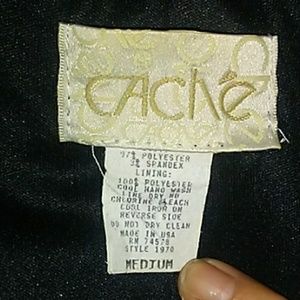 CAChé
97% POLYESTER
3% SPANDEX
LINING:
100% POLYESTER
COOL HAND WASH
LINE DRY NO
CHLORINE BLEACH
COOL IRON ON
REVERSE SIDE
DO NOT DRY CLEAN
MADE IN USA
RN 74578
STYLE 1970
MEDIUM